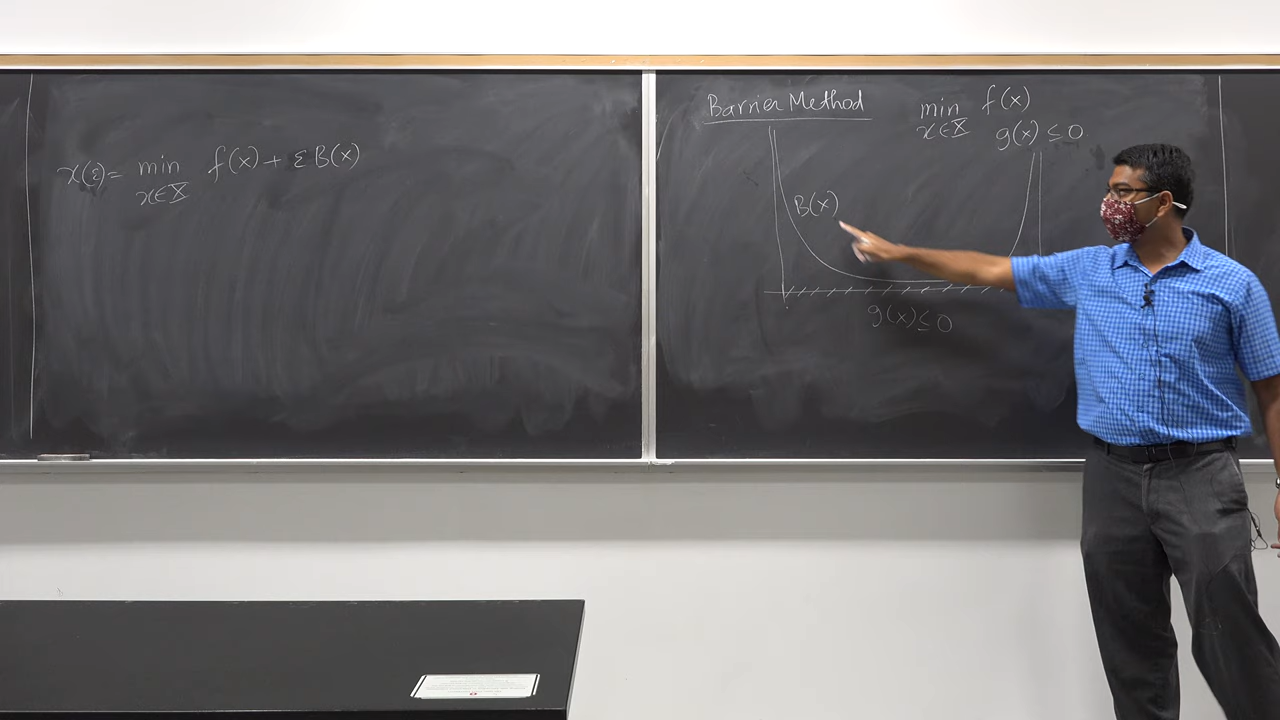 x(ε) = min f(x) + ε B(x)
x∈X
Barrier Method
min f(x)
x∈X g(x) ≤ 0
B(x)
g(x) ≤ 0